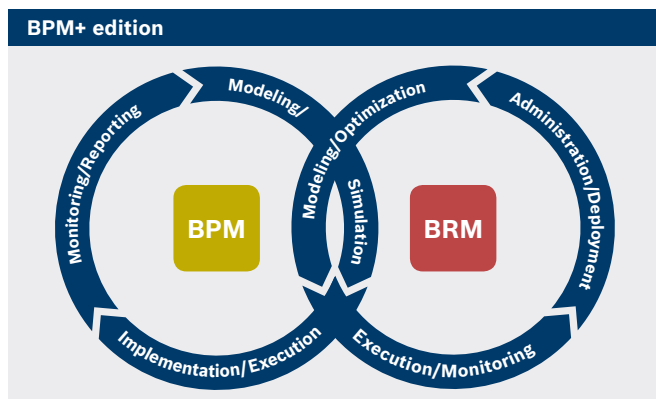 BPM+ edition
Modeling/
Simulation
Implementation/Execution
Monitoring/Reporting
BPM
Modeling/Optimization
Administration/Deployment
Execution/Monitoring
BRM